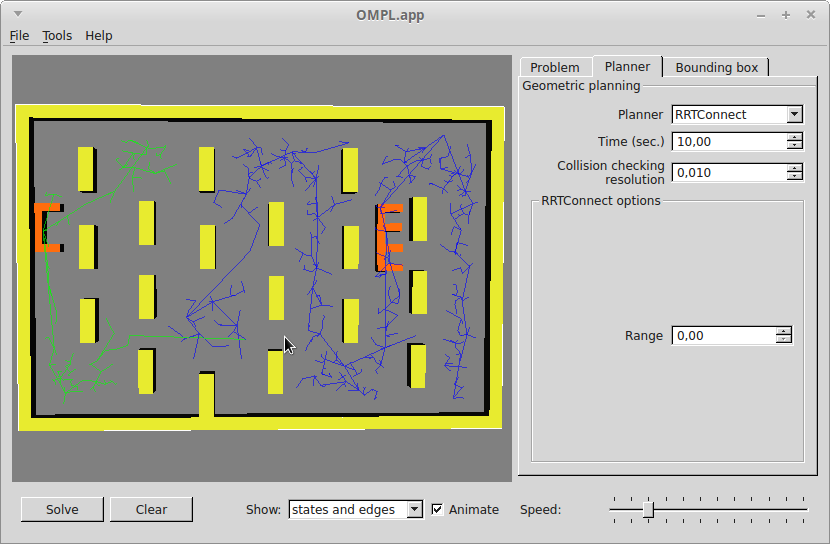 OMPL.app
File Tools Help
Problem Planner Bounding box
Geometric planning
Planner RRTConnect
Time (sec.) 10,00
Collision checking
resolution 0,010
RRTConnect options
Range 0,00
Solve Clear Show: states and edges Animate Speed: